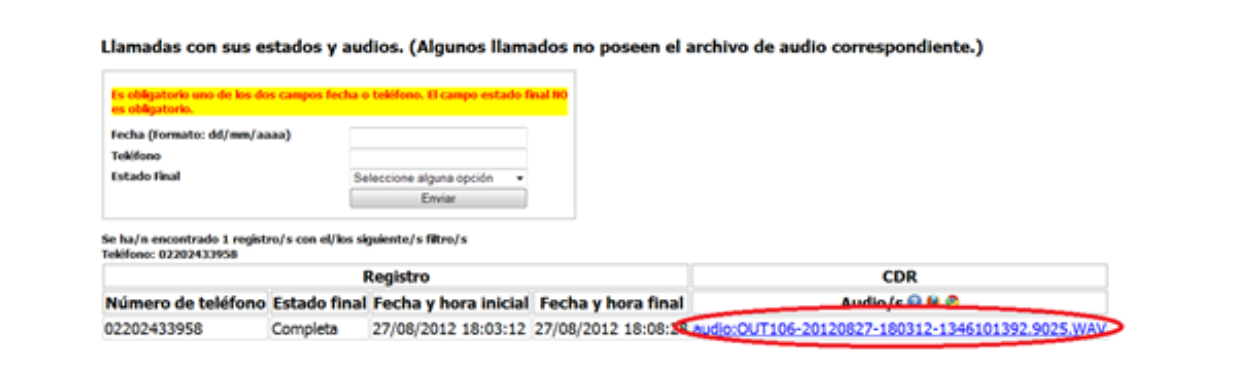 Llamadas con sus estados y audios. (Algunos llamados no poseen el archivo de audio correspondiente.)
Es obligatorio uno de los dos campos fecha o teléfono. El campo estado final NO
es obligatorio.
Fecha (Formato: dd/mm/aaaa)
Teléfono
Estado Final Seleccione alguna opción
Enviar
Se ha/n encontrado 1 registro/s con el/los siguiente/s filtro/s
Teléfono: 02202433958
Registro CDR
Número de teléfono Estado final Fecha y hora inicial Fecha y hora final Audio/s
02202433958 Completa 27/08/2012 18:03:12 27/08/2012 18:08:28 audio:OUT106-20120827-180312-1346101392.9025.WAV